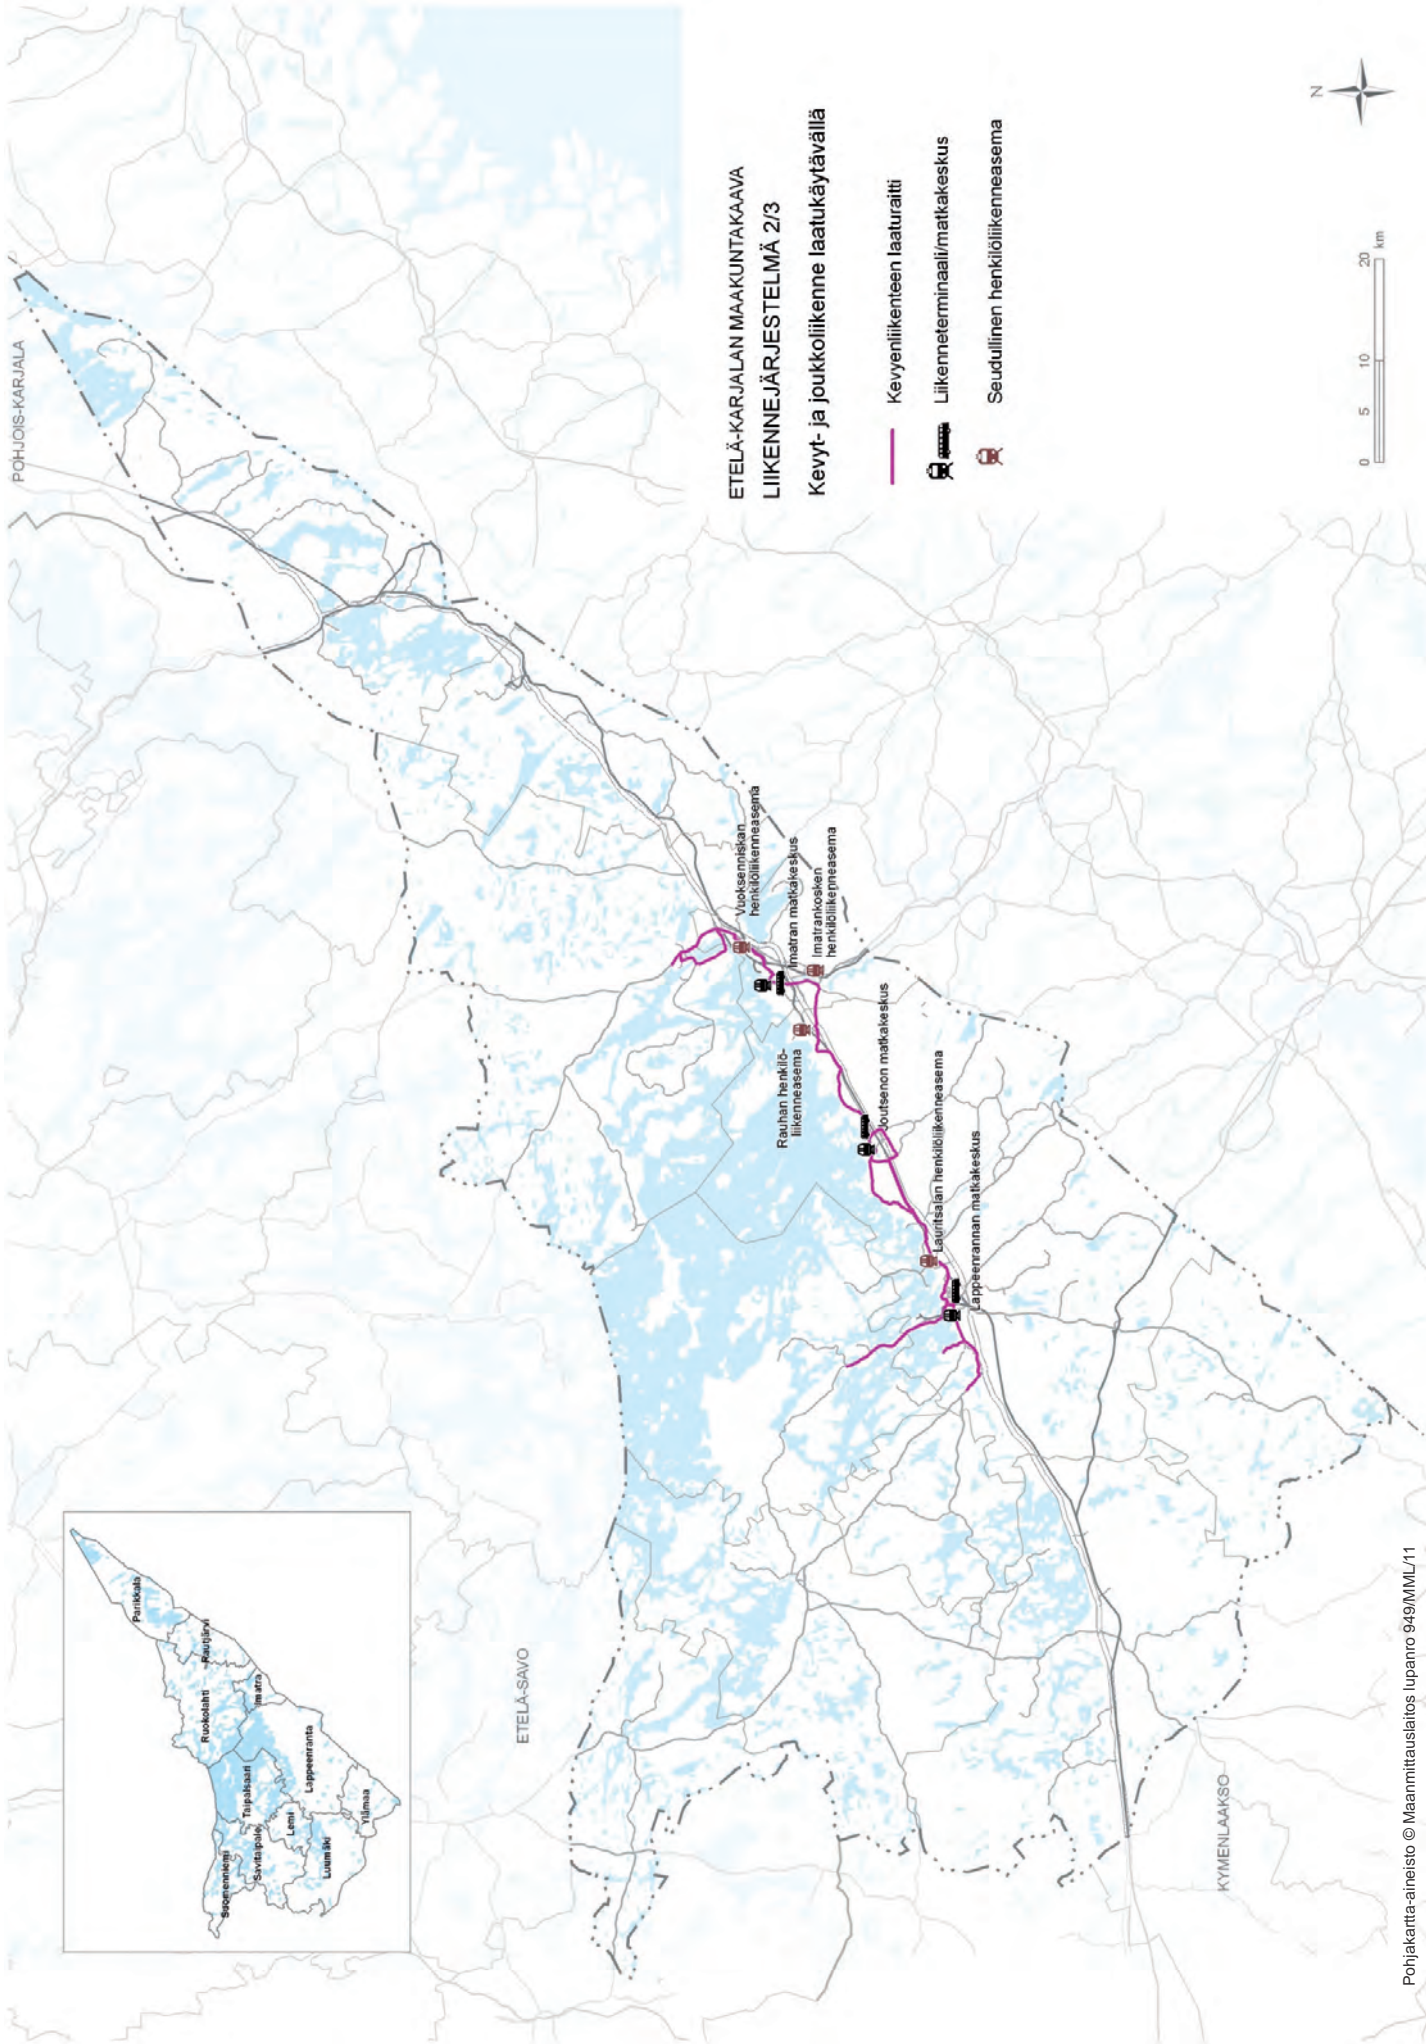 POHJOIS-KARJALA
ETELÄ-KARJALAN MAAKUNTAKAAVA
LIIKENNEJÄRJESTELMÄ 2/3
Kevyt- ja joukkoliikenne laatukäytävällä
Kevyenliikenteen laaturaitti
Liikenneterminaali/matkakeskus
Seudullinen henkilöliikenneasema
N
0 5 10 20
km
Vuoksenniskan
henkilöliikenneasema
Imatran matkakeskus
Imatrankosken
henkilöliikenneasema
Rauhan henkilö-
liikenneasema
Joutsenon matkakeskus
Lauritsalan henkilöliikenneasema
Lappeenrannan matkakeskus
ETELÄ-SAVO
KYMENLAAKSO
Parikkala
Rautjärvi
Ruokolahti
Imatra
Taipalsaari
Lappeenranta
Suomenniemi
Savitaipale
Lemi
Luumäki
Ylämaa
Pohjakartta-aineisto © Maanmittauslaitos lupanro 949/MML/11